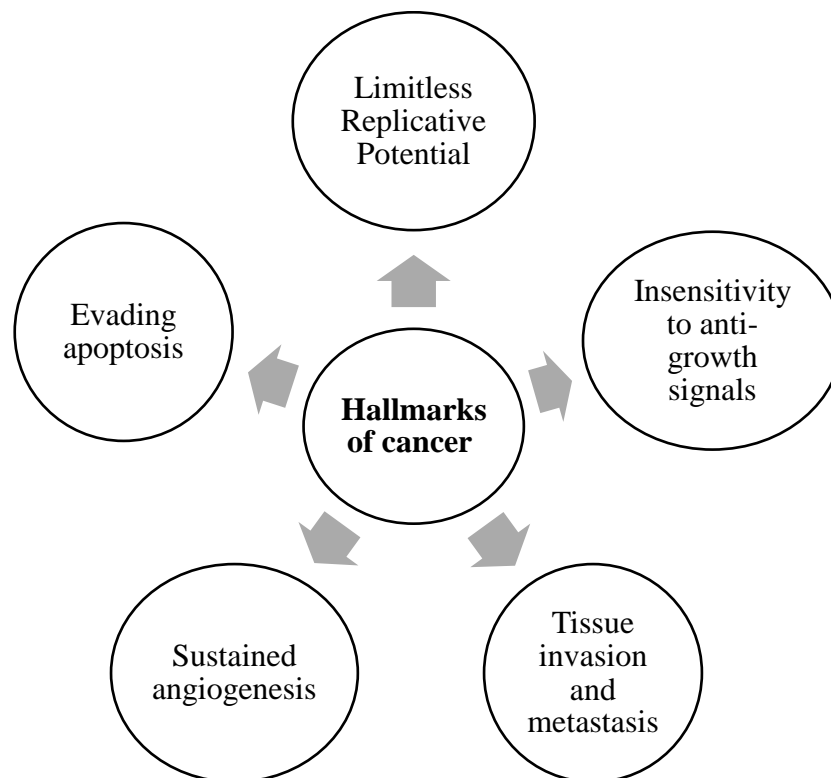 Limitless
Replicative
Potential
Evading
apoptosis
Insensitivity
to anti-
growth
signals
Hallmarks
of cancer
Sustained
angiogenesis
Tissue
invasion
and
metastasis